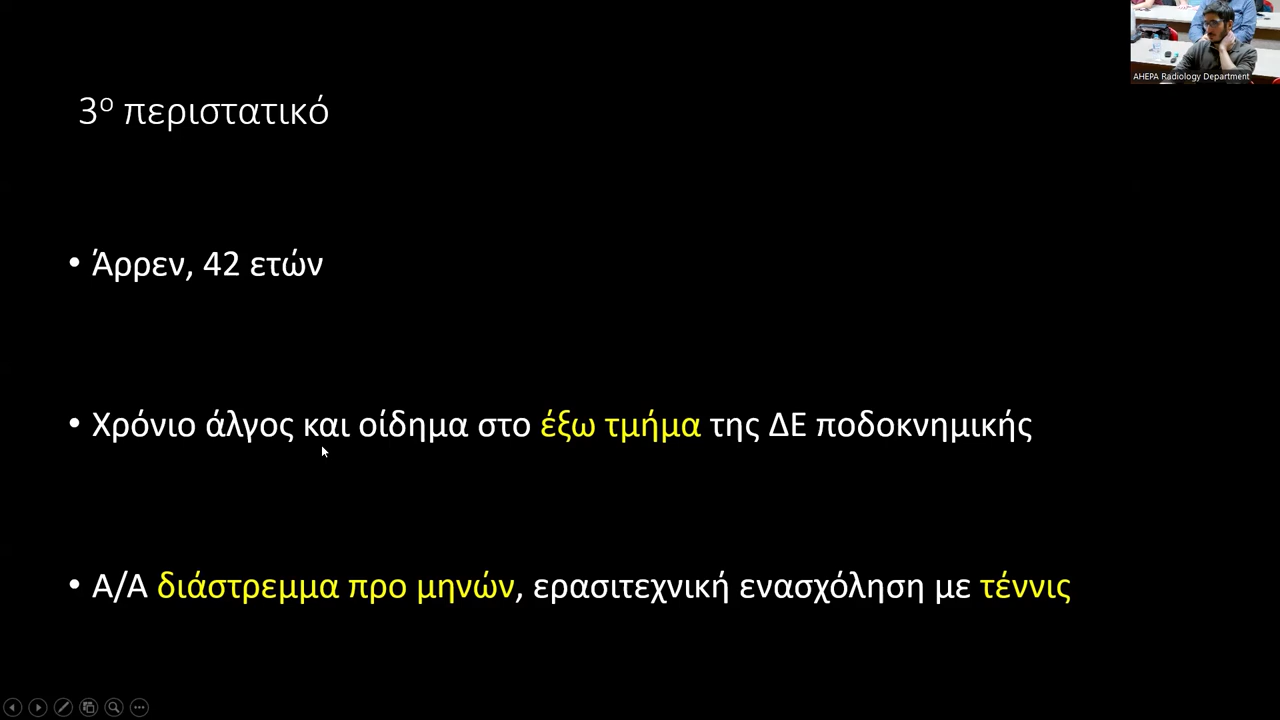 AHEPA Radiology Department
3ο περιστατικό
• Άρρεν, 42 ετών
• Χρόνιο άλγος και οίδημα στο έξω τμήμα της ΔΕ ποδοκνημικής
• Α/Α διάστρεμμα προ μηνών, ερασιτεχνική ενασχόληση με τέννις